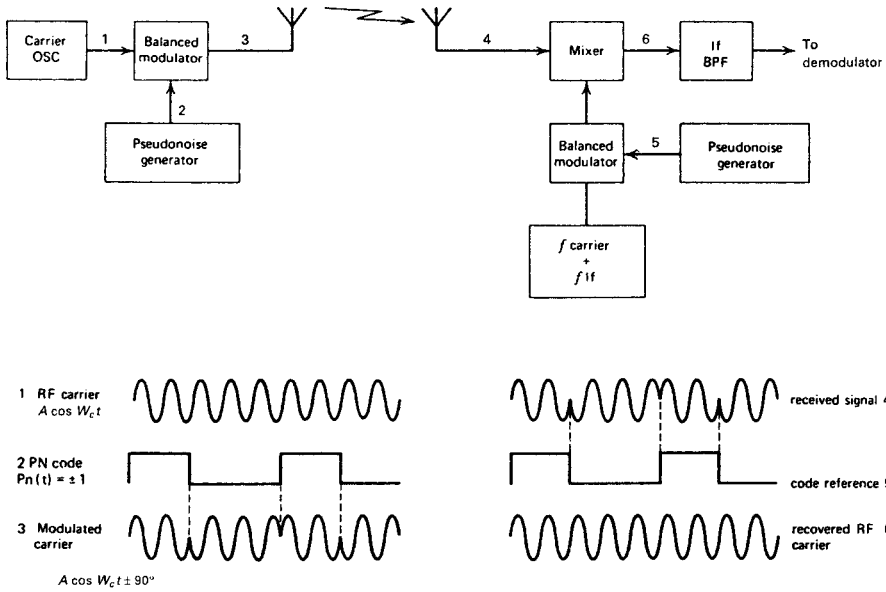 Carrier
OSC
1
Balanced
modulator
3
2
Pseudonoise
generator
4
Mixer
6
If
BPF
To
demodulator
Balanced
modulator
5
Pseudonoise
generator
f carrier
+
f if
1 RF carrier
A cos W_c t
2 PN code
Pn(t) = ± 1
3 Modulated
carrier
A cos W_c t ± 90°
received signal 4
code reference
recovered RF
carrier